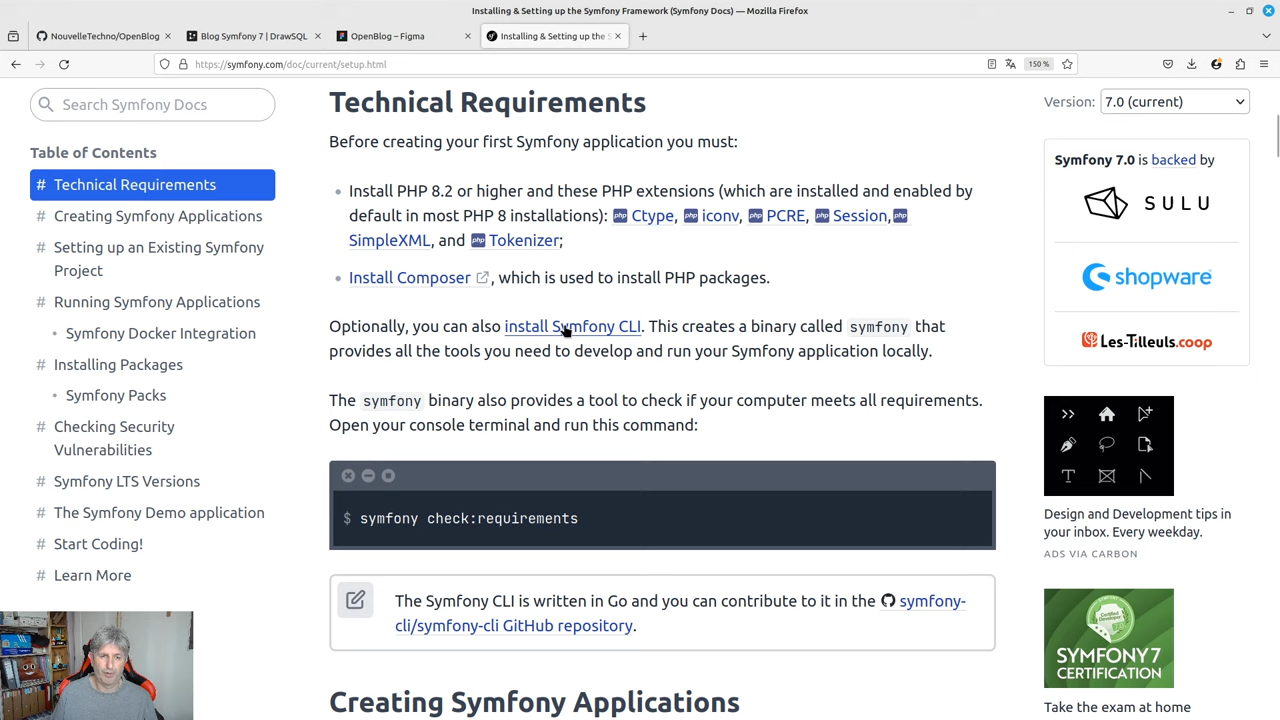 Installing & Setting up the Symfony Framework (Symfony Docs) — Mozilla Firefox
NouvelleTechno/OpenBlog
Blog Symfony 7 | DrawSQL
OpenBlog – Figma
Installing & Setting up the S
https://symfony.com/doc/current/setup.html
150 %
Search Symfony Docs
Table of Contents
# Technical Requirements
# Creating Symfony Applications
# Setting up an Existing Symfony
Project
# Running Symfony Applications
• Symfony Docker Integration
# Installing Packages
• Symfony Packs
# Checking Security
Vulnerabilities
# Symfony LTS Versions
# The Symfony Demo application
# Start Coding!
# Learn More
Technical Requirements
Before creating your first Symfony application you must:
• Install PHP 8.2 or higher and these PHP extensions (which are installed and enabled by
default in most PHP 8 installations): php Ctype, php iconv, php PCRE, php Session, php
SimpleXML, and php Tokenizer;
• Install Composer, which is used to install PHP packages.
Optionally, you can also install Symfony CLI. This creates a binary called symfony that
provides all the tools you need to develop and run your Symfony application locally.
The symfony binary also provides a tool to check if your computer meets all requirements.
Open your console terminal and run this command:
$ symfony check:requirements
The Symfony CLI is written in Go and you can contribute to it in the symfony-
cli/symfony-cli GitHub repository.
Creating Symfony Applications
Version: 7.0 (current)
Symfony 7.0 is backed by
SULU
shopware
Les-Tilleuls.coop
Design and Development tips in
your inbox. Every weekday.
ADS VIA CARBON
SYMFONY 7
CERTIFICATION
Take the exam at home